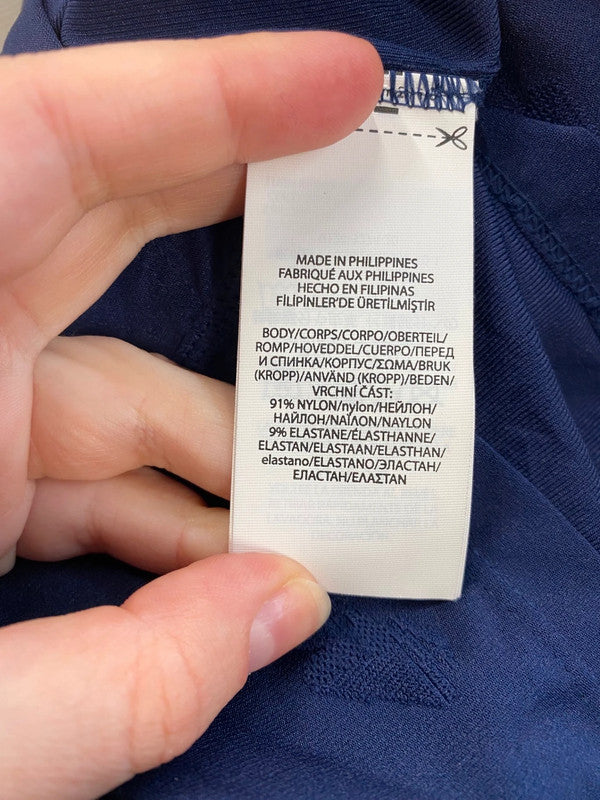 MADE IN PHILIPPINES
FABRIQUÉ AUX PHILIPPINES
HECHO EN FILIPINAS
FİLİPİNLER'DE ÜRETİLMİŞTİR
BODY/CORPS/CORPO/OBERTEIL/
ROMP/HOVEDDEL/CUERPO/ПЕРЕД
И СПИНКА/КОРПУС/ΣΩΜΑ/BRUK
(KROPP)/ANVÄND (KROPP)/BEDEN/
VRCHNÍ ČÁST:
91% NYLON/nylon/НЕЙЛОН/
НАЙЛОН/ΝΑΪΛΟΝ/NAYLON
9% ELASTANE/ÉLASTHANNE/
ELASTAN/ELASTAAN/ELASTHAN/
elastano/ELASTANO/ЭЛАСТАН/
ЕЛАСТАН/ΕΛΑΣΤΑΝ